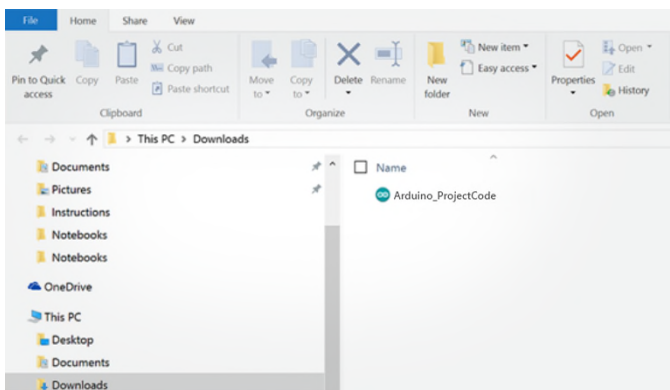 File Home Share View
Pin to Quick access
Copy
Paste
Cut
Copy path
Paste shortcut
Clipboard
Move to
Copy to
Delete
Rename
Organize
New folder
New item
Easy access
New
Properties
Open
Edit
History
Open
> This PC > Downloads
Documents
Pictures
Instructions
Notebooks
Notebooks
OneDrive
This PC
Desktop
Documents
Downloads
Name
Arduino_ProjectCode